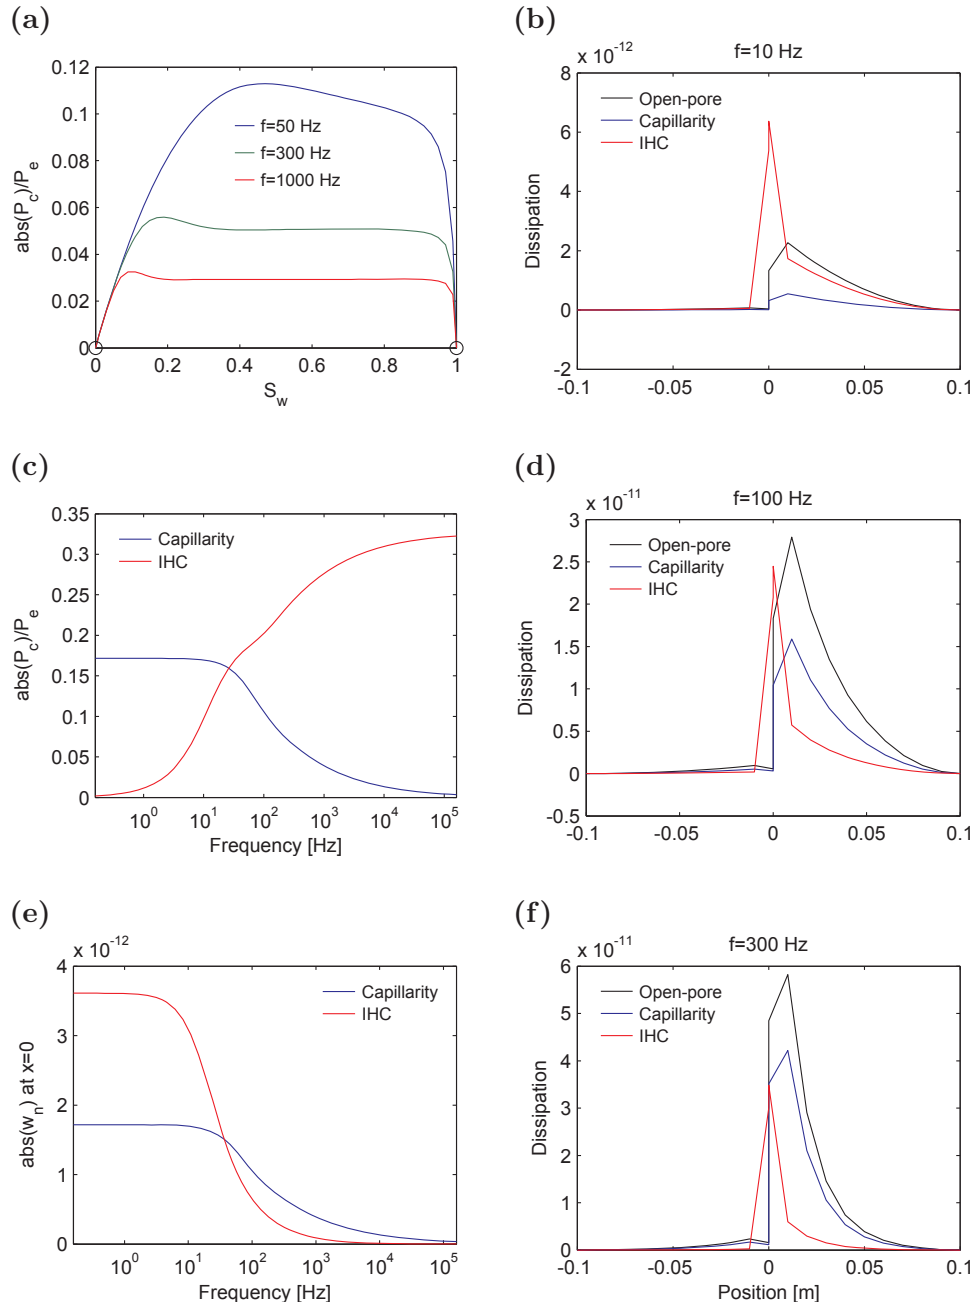 (a)
abs(P_c)/P_e
0.12
0.1
0.08
0.06
0.04
0.02
0
f=50 Hz
f=300 Hz
f=1000 Hz
0 0.2 0.4 0.6 0.8 1
S_w
(b)
x 10^-12
f=10 Hz
Dissipation
8
6
4
2
0
-2
Open-pore
Capillarity
IHC
-0.1 -0.05 0 0.05 0.1
(c)
abs(P_c)/P_e
0.35
0.3
0.25
0.2
0.15
0.1
0.05
0
Capillarity
IHC
10^0 10^1 10^2 10^3 10^4 10^5
Frequency [Hz]
(d)
x 10^-11
f=100 Hz
Dissipation
3
2.5
2
1.5
1
0.5
0
-0.5
Open-pore
Capillarity
IHC
-0.1 -0.05 0 0.05 0.1
(e)
x 10^-12
abs(w_n) at x=0
4
3
2
1
0
Capillarity
IHC
10^0 10^1 10^2 10^3 10^4 10^5
Frequency [Hz]
(f)
x 10^-11
f=300 Hz
Dissipation
6
5
4
3
2
1
0
Open-pore
Capillarity
IHC
-0.1 -0.05 0 0.05 0.1
Position [m]